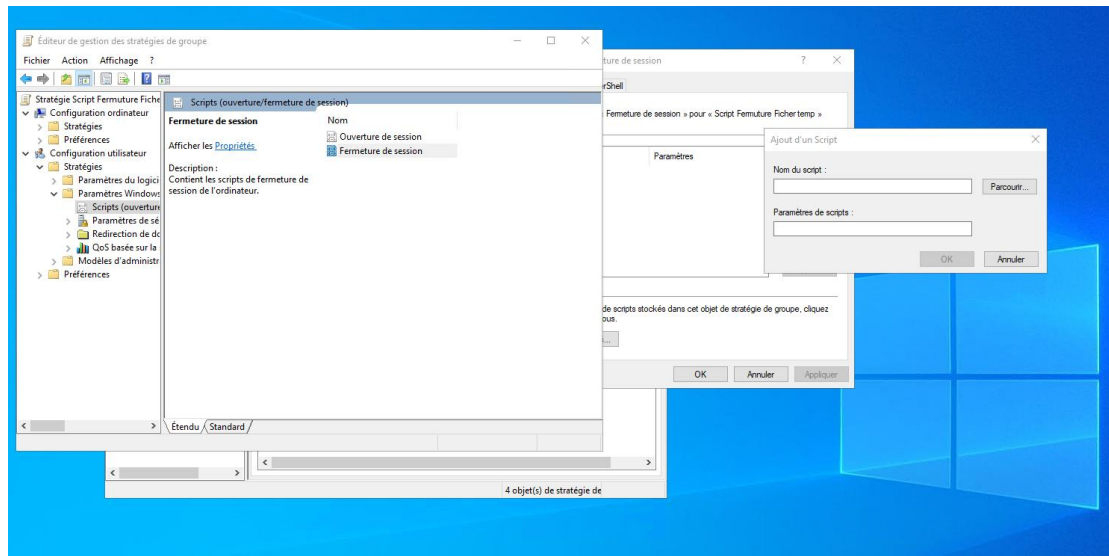 Éditeur de gestion des stratégies de groupe
Fichier Action Affichage ?
Stratégie Script Fermuture Fiche
Configuration ordinateur
Stratégies
Préférences
Configuration utilisateur
Stratégies
Paramètres du logici
Paramètres Windows
Scripts (ouverture
Paramètres de sé
Redirection de do
QoS basée sur la
Modèles d'administr
Préférences
Scripts (ouverture/fermeture de session)
Fermeture de session
Afficher les Propriétés
Description :
Contient les scripts de fermeture de
session de l'ordinateur.
Nom
Ouverture de session
Fermeture de session
Étendu
Standard
4 objet(s) de stratégie de
ture de session
?
rShell
Fermeture de session » pour « Script Fermuture Ficher temp »
Paramètres
de scripts stockés dans cet objet de stratégie de groupe, cliquez
ous.
OK Annuler Appliquer
Ajout d'un Script
Nom du script :
Parcourir...
Paramètres de scripts :
OK Annuler